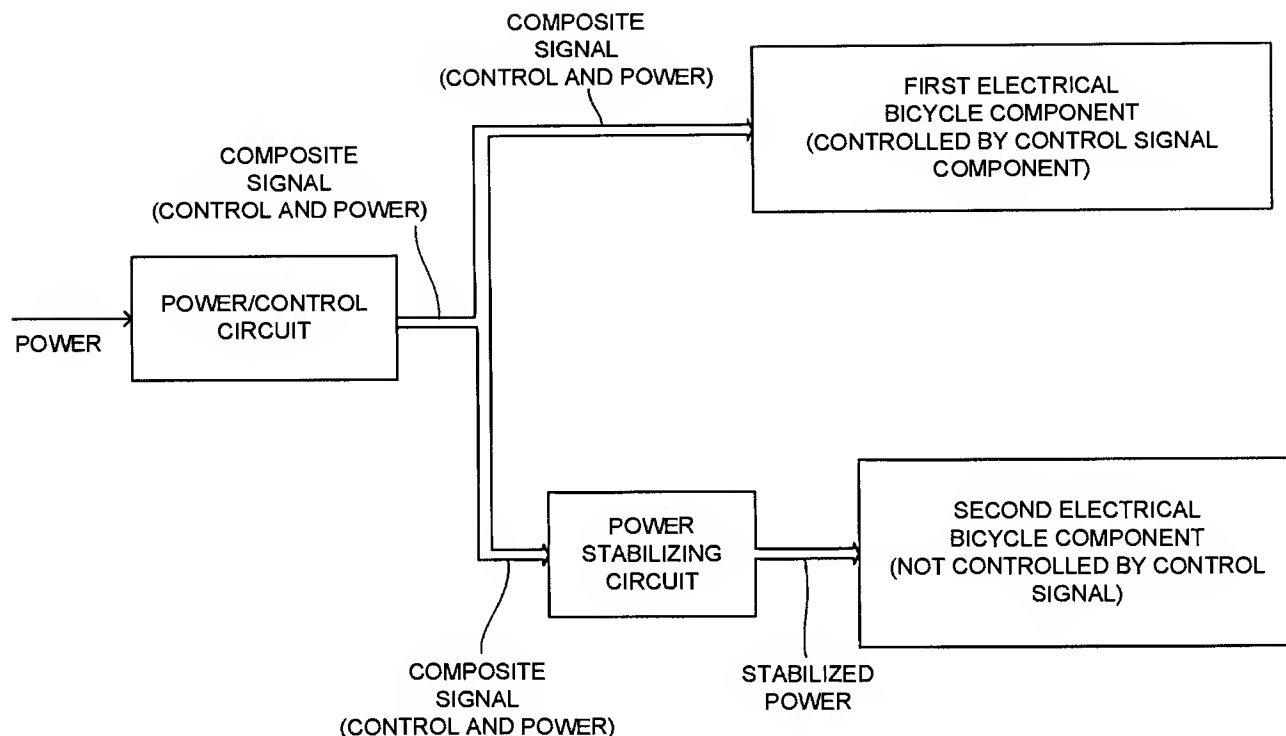 COMPOSITE
SIGNAL
(CONTROL AND POWER)
FIRST ELECTRICAL
BICYCLE COMPONENT
(CONTROLLED BY CONTROL SIGNAL
COMPONENT)
COMPOSITE
SIGNAL
(CONTROL AND POWER)
POWER/CONTROL
CIRCUIT
POWER
POWER
STABILIZING
CIRCUIT
SECOND ELECTRICAL
BICYCLE COMPONENT
(NOT CONTROLLED BY CONTROL
SIGNAL)
COMPOSITE
SIGNAL
(CONTROL AND POWER)
STABILIZED
POWER